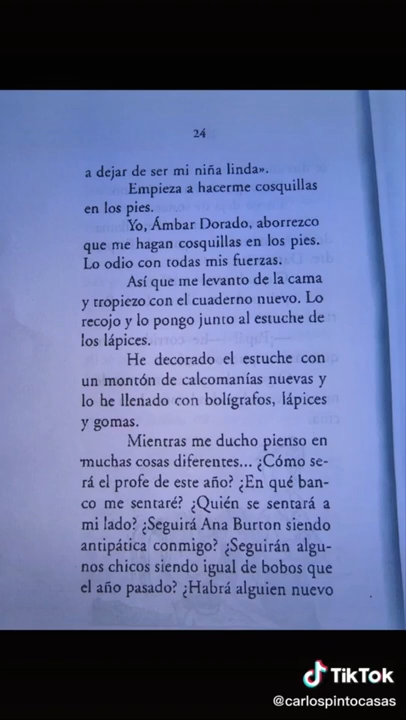 24
a dejar de ser mi niña linda».
Empieza a hacerme cosquillas
en los pies.
Yo, Ámbar Dorado, aborrezco
que me hagan cosquillas en los pies.
Lo odio con todas mis fuerzas.
Así que me levanto de la cama
y tropiezo con el cuaderno nuevo. Lo
recojo y lo pongo junto al estuche de
los lápices.
He decorado el estuche con
un montón de calcomanías nuevas y
lo he llenado con bolígrafos, lápices
y gomas.
Mientras me ducho pienso en
muchas cosas diferentes... ¿Cómo se-
rá el profe de este año? ¿En qué ban-
co me sentaré? ¿Quién se sentará a
mi lado? ¿Seguirá Ana Burton siendo
antipática conmigo? ¿Seguirán algu-
nos chicos siendo igual de bobos que
el año pasado? ¿Habrá alguien nuevo
TikTok
@carlospintocasas